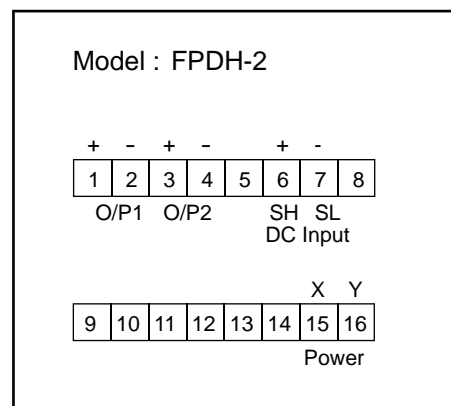 Model : FPDH-2
+ - + - + -
1 2 3 4 5 6 7 8
O/P1 O/P2 SH SL
DC Input
X Y
9 10 11 12 13 14 15 16
Power